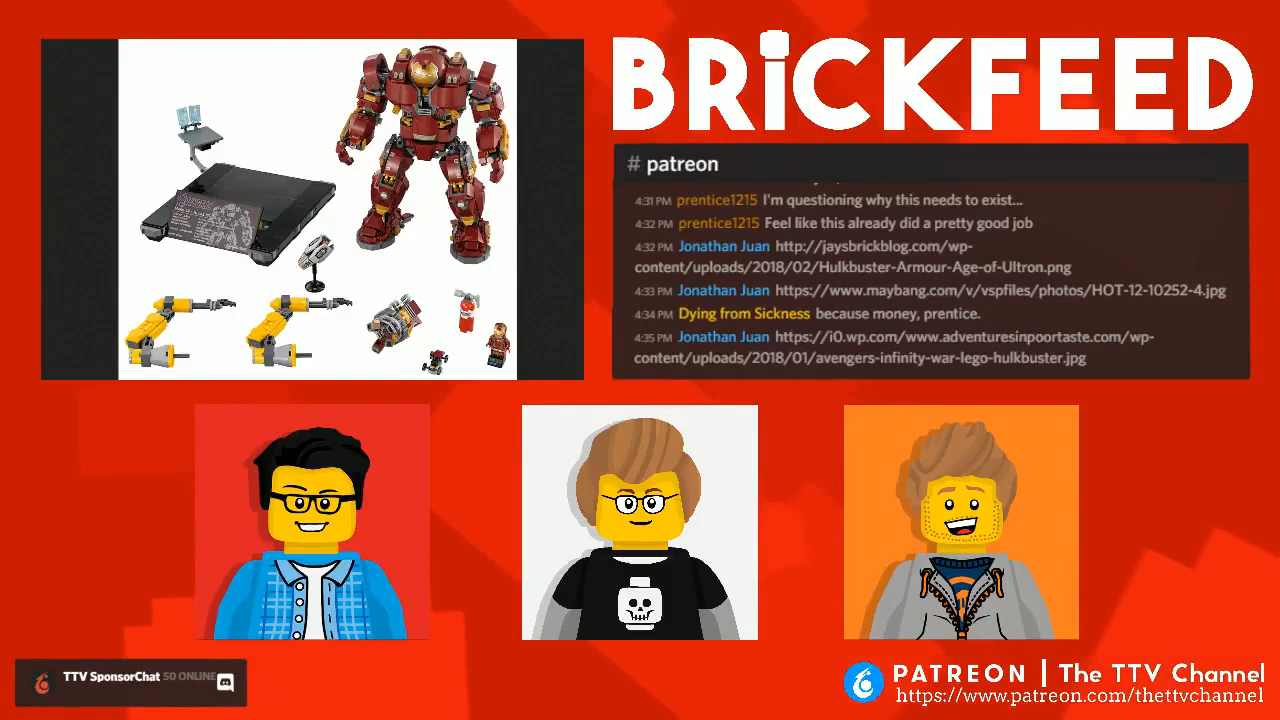 BRiCKFEED
# patreon
4:31 PM prentice1215 I'm questioning why this needs to exist...
4:32 PM prentice1215 Feel like this already did a pretty good job
4:32 PM Jonathan Juan http://jaysbrickblog.com/wp-
content/uploads/2018/02/Hulkbuster-Armour-Age-of-Ultron.png
4:33 PM Jonathan Juan https://www.maybang.com/v/vspfiles/photos/HOT-12-10252-4.jpg
4:34 PM Dying from Sickness because money, prentice.
4:35 PM Jonathan Juan https://i0.wp.com/www.adventuresinpoortaste.com/wp-
content/uploads/2018/01/avengers-infinity-war-lego-hulkbuster.jpg
TTV SponsorChat 50 ONLINE
PATREON | The TTV Channel
https://www.patreon.com/thettvchannel